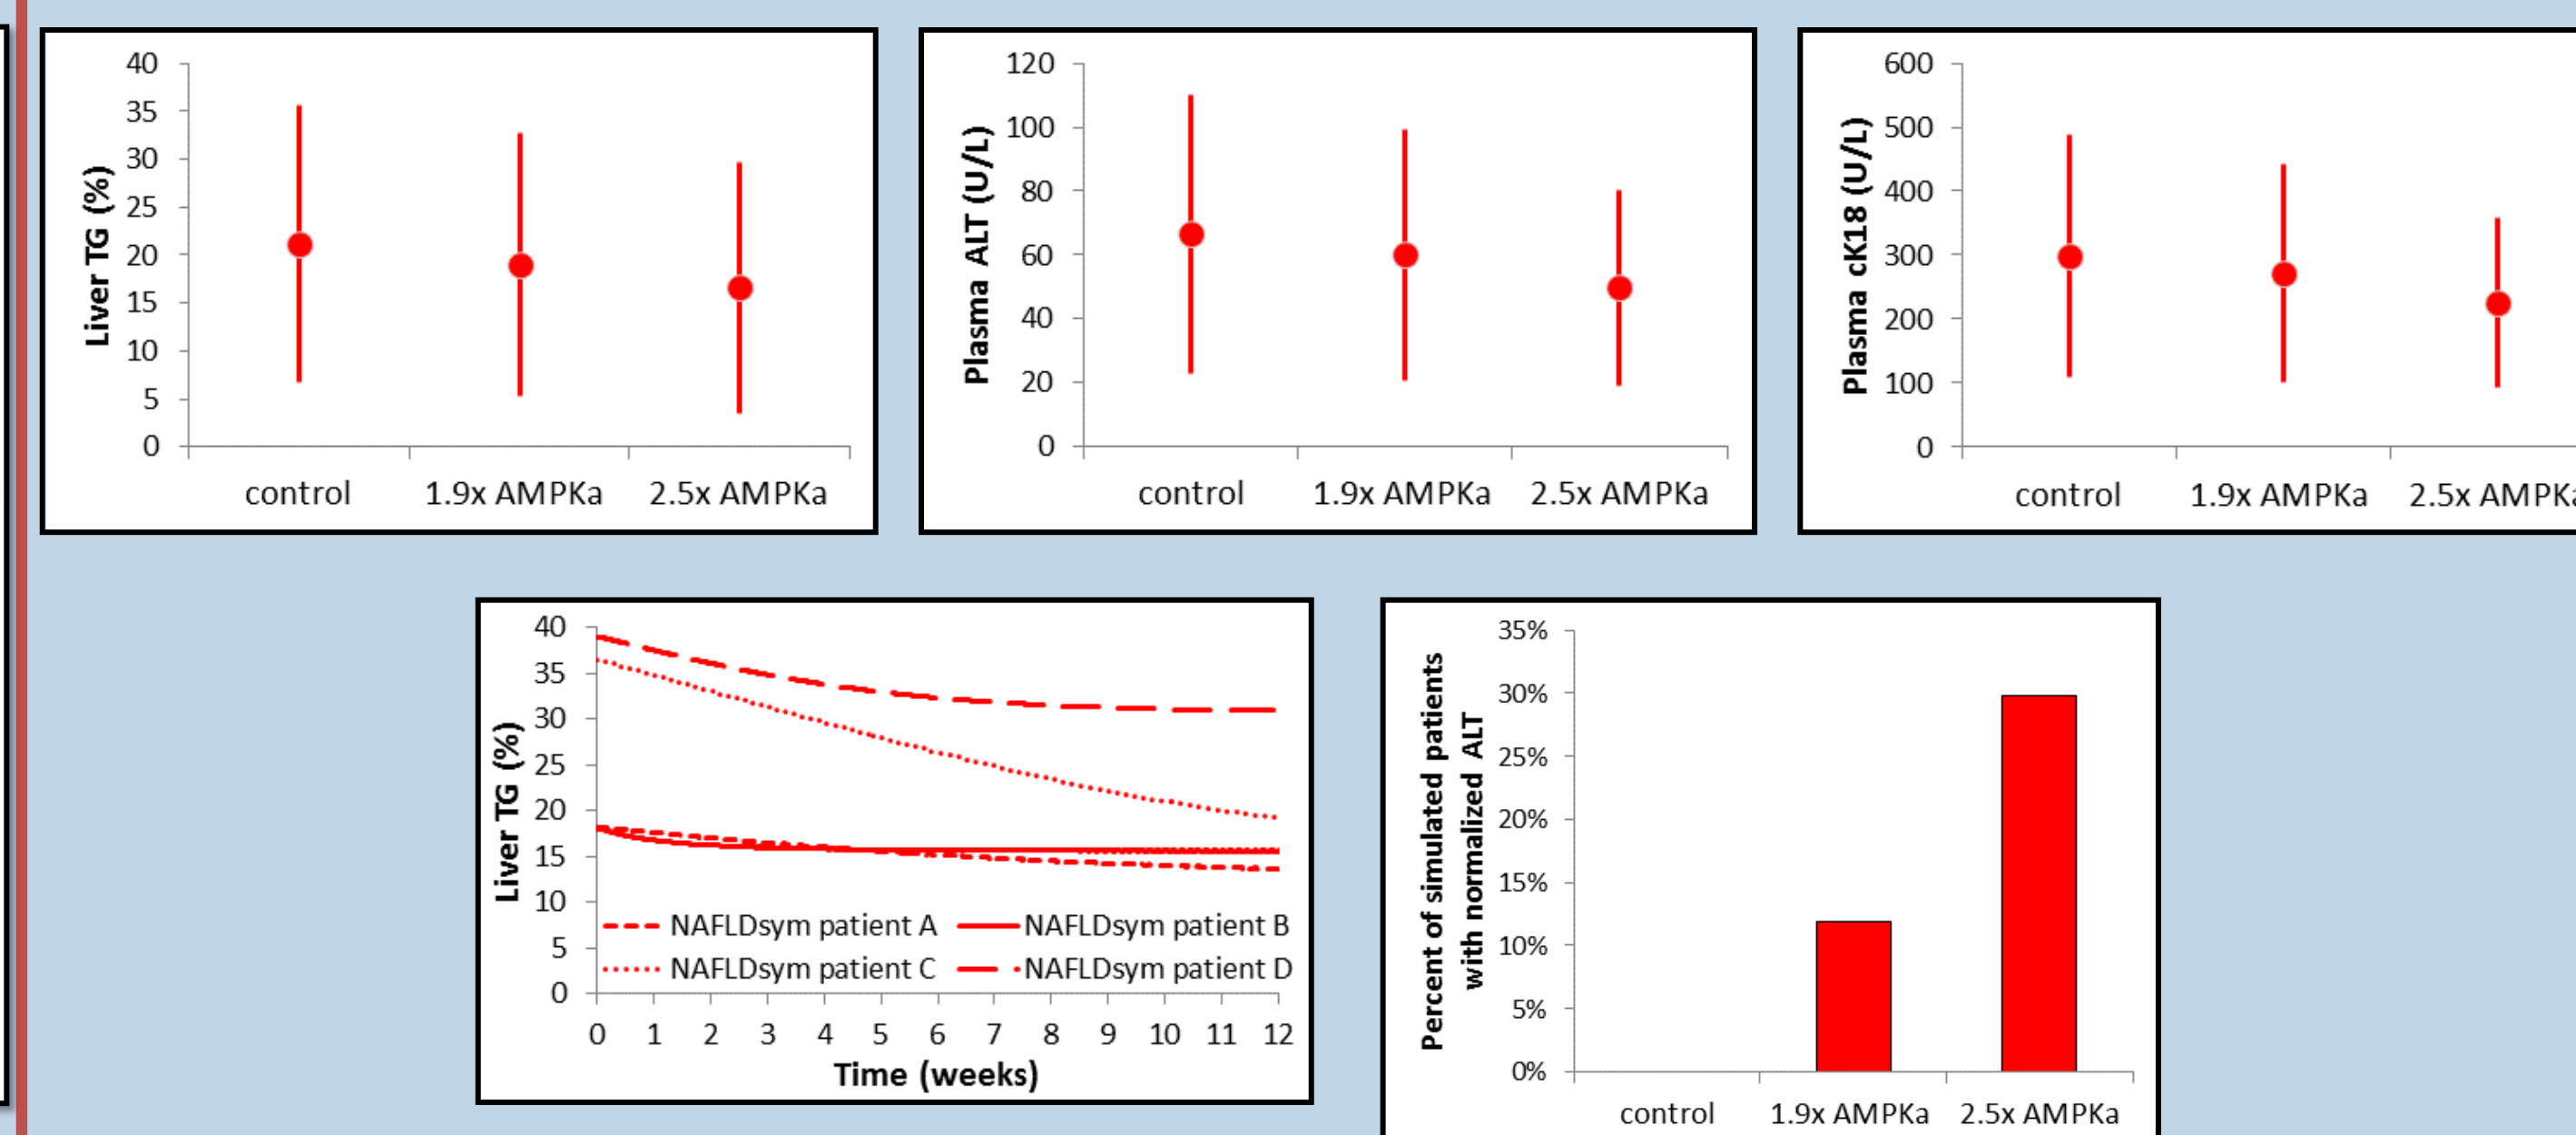 40
35
30
25
20
15
10
5
0
Liver TG (%)
control 1.9x AMPKa 2.5x AMPKa
120
100
80
60
40
20
0
Plasma ALT (U/L)
control 1.9x AMPKa 2.5x AMPKa
600
500
400
300
200
100
0
Plasma cK18 (U/L)
control 1.9x AMPKa 2.5x AMPKa
40
35
30
25
20
15
10
5
0
Liver TG (%)
NAFLDsym patient A NAFLDsym patient B
NAFLDsym patient C NAFLDsym patient D
0 1 2 3 4 5 6 7 8 9 10 11 12
Time (weeks)
35%
30%
25%
20%
15%
10%
5%
0%
Percent of simulated patients
with normalized ALT
control 1.9x AMPKa 2.5x AMPKa